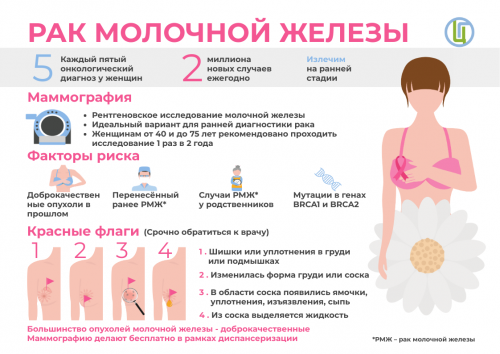 РАК МОЛОЧНОЙ ЖЕЛЕЗЫ
5
Каждый пятый
онкологический
диагноз у женщин
2
миллиона
новых случаев
ежегодно
Излечим
на ранней
стадии
Маммография
Рентгеновское исследование молочной железы
Идеальный вариант для ранней диагностики рака
Женщинам от 40 и до 75 лет рекомендовано проходить
исследование 1 раз в 2 года
Факторы риска
Доброкачествен
ные опухоли в
прошлом
Перенесённый
ранее РМЖ*
Случаи РМЖ*
у родственников
Мутации в генах
BRCA1 и BRCA2
Красные флаги (Срочно обратиться к врачу)
1 2 3 4
1 . Шишки или уплотнения в груди
или подмышках
2 . Изменилась форма груди или соска
3 . В области соска появились ямочки,
уплотнения, изъявления, сыпь
4 . Из соска выделяется жидкость
Большинство опухолей молочной железы - доброкачественные
Маммографию делают бесплатно в рамках диспансеризации
*РМЖ – рак молочной железы